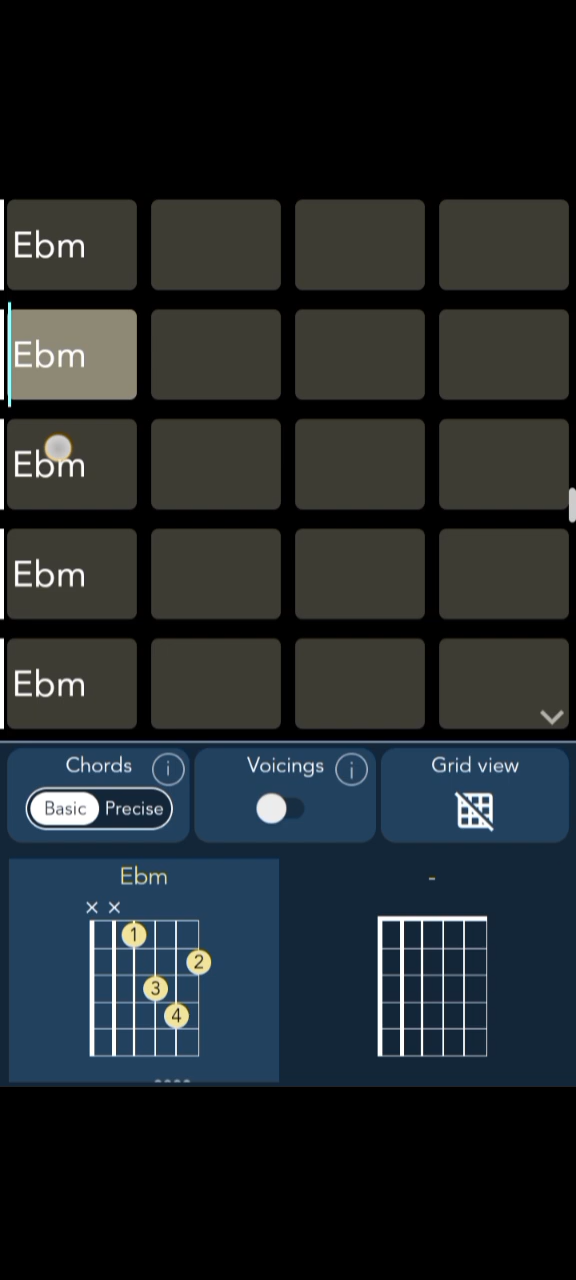 Ebm
Ebm
Ebm
Ebm
Ebm
Chords i Voicings i Grid view
Basic Precise
Ebm -
× ×
1
2
3
4